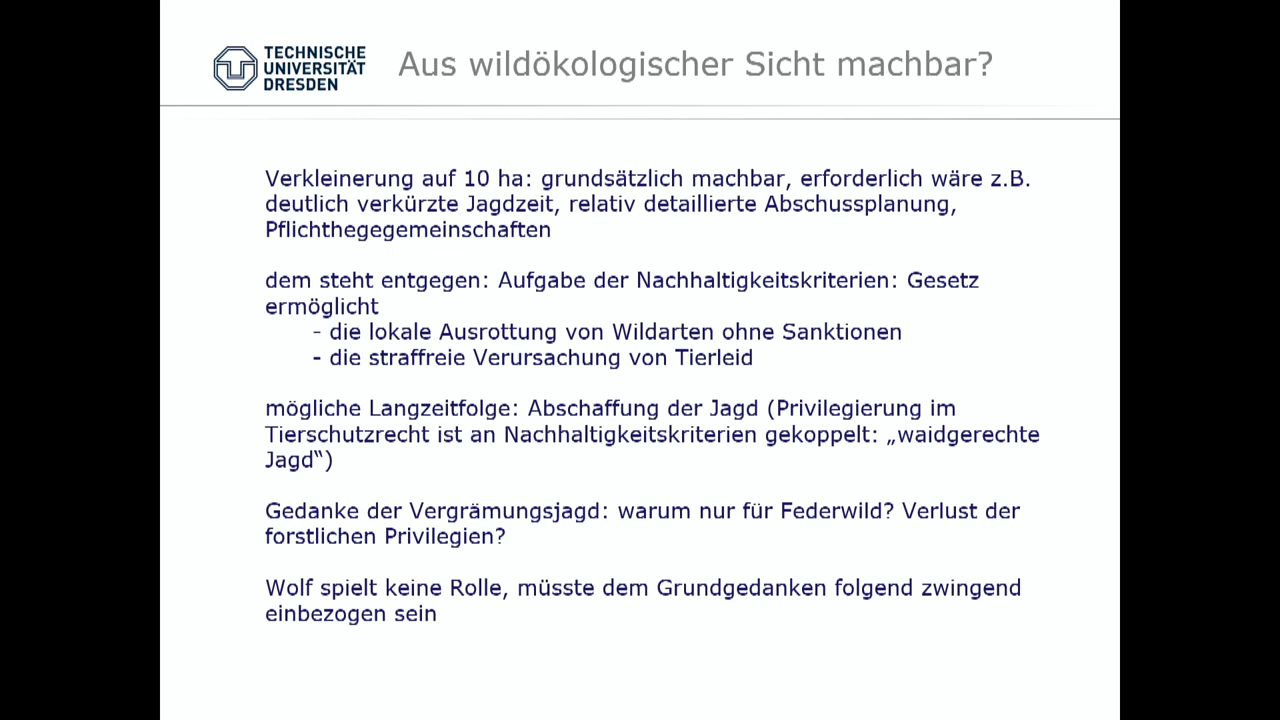 TECHNISCHE
UNIVERSITÄT
DRESDEN
Aus wildökologischer Sicht machbar?
Verkleinerung auf 10 ha: grundsätzlich machbar, erforderlich wäre z.B.
deutlich verkürzte Jagdzeit, relativ detaillierte Abschussplanung,
Pflichthegegemeinschaften
dem steht entgegen: Aufgabe der Nachhaltigkeitskriterien: Gesetz
ermöglicht
- die lokale Ausrottung von Wildarten ohne Sanktionen
- die straffreie Verursachung von Tierleid
mögliche Langzeitfolge: Abschaffung der Jagd (Privilegierung im
Tierschutzrecht ist an Nachhaltigkeitskriterien gekoppelt: „waidgerechte
Jagd“)
Gedanke der Vergrämungsjagd: warum nur für Federwild? Verlust der
forstlichen Privilegien?
Wolf spielt keine Rolle, müsste dem Grundgedanken folgend zwingend
einbezogen sein